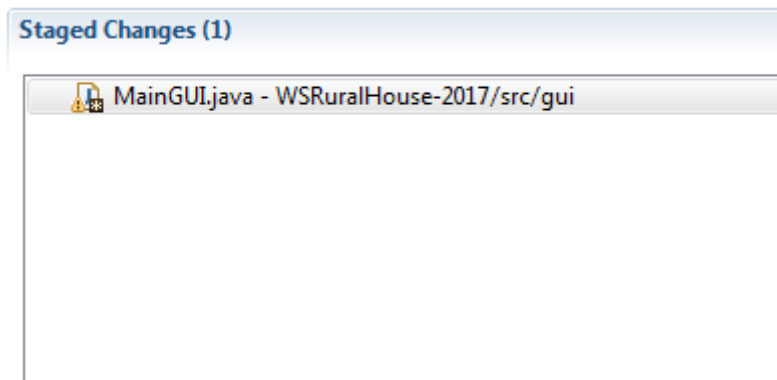 Staged Changes (1)
MainGUI.java - WSRuralHouse-2017/src/gui